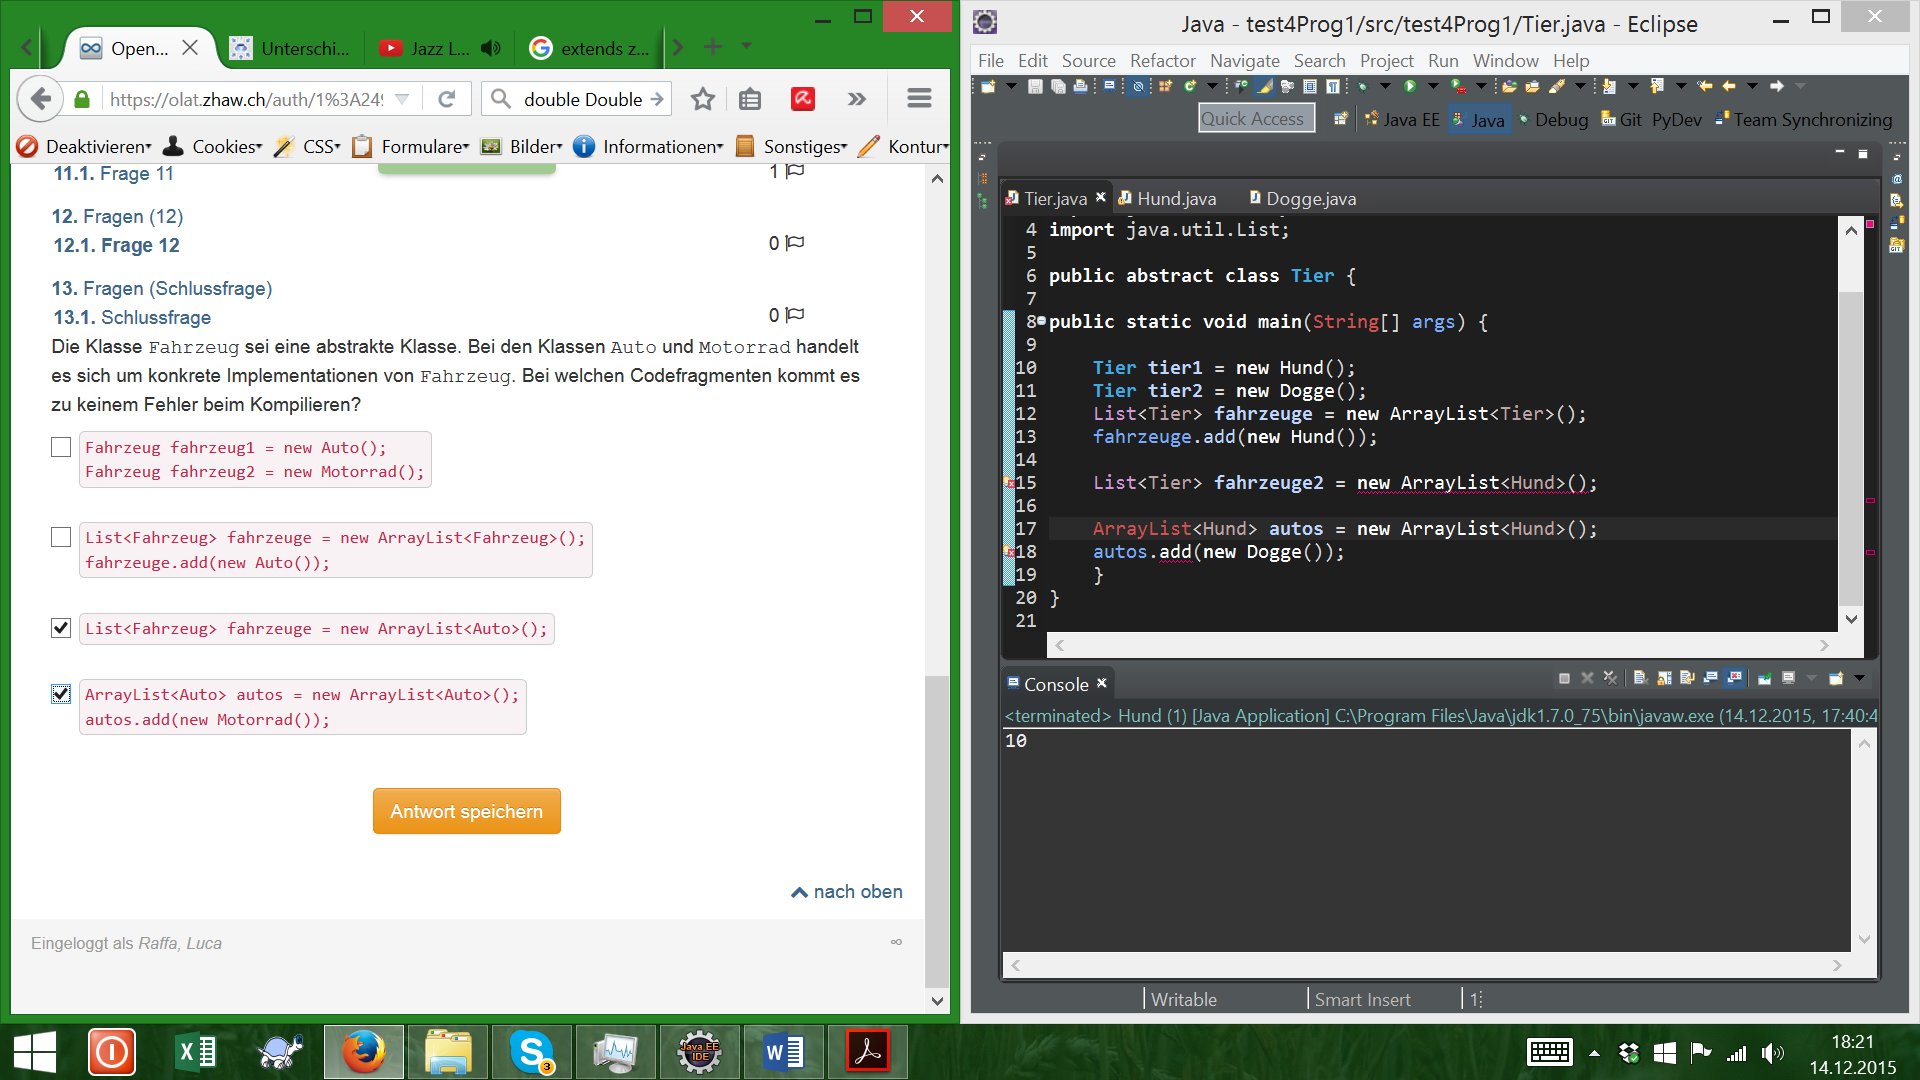 Open...
Unterschi...
Jazz L...
extends z...
https://olat.zhaw.ch/auth/1%3A24
double Double
Deaktivieren
Cookies
CSS
Formulare
Bilder
Informationen
Sonstiges
Kontur
11.1. Frage 11
1
12. Fragen (12)
12.1. Frage 12
0
13. Fragen (Schlussfrage)
13.1. Schlussfrage
0
Die Klasse Fahrzeug sei eine abstrakte Klasse. Bei den Klassen Auto und Motorrad handelt
es sich um konkrete Implementationen von Fahrzeug. Bei welchen Codefragmenten kommt es
zu keinem Fehler beim Kompilieren?
Fahrzeug fahrzeug1 = new Auto();
Fahrzeug fahrzeug2 = new Motorrad();
List<Fahrzeug> fahrzeuge = new ArrayList<Fahrzeug>();
fahrzeuge.add(new Auto());
List<Fahrzeug> fahrzeuge = new ArrayList<Auto>();
ArrayList<Auto> autos = new ArrayList<Auto>();
autos.add(new Motorrad());
Antwort speichern
nach oben
Eingeloggt als Raffa, Luca
∞
Java - test4Prog1/src/test4Prog1/Tier.java - Eclipse
File Edit Source Refactor Navigate Search Project Run Window Help
Quick Access
Java EE
Java
Debug
Git
PyDev
Team Synchronizing
Tier.java
Hund.java
Dogge.java
4 import java.util.List;
5
6 public abstract class Tier {
7
8 public static void main(String[] args) {
9
10 Tier tier1 = new Hund();
11 Tier tier2 = new Dogge();
12 List<Tier> fahrzeuge = new ArrayList<Tier>();
13 fahrzeuge.add(new Hund());
14
15 List<Tier> fahrzeuge2 = new ArrayList<Hund>();
16
17 ArrayList<Hund> autos = new ArrayList<Hund>();
18 autos.add(new Dogge());
19 }
20 }
21
Console
<terminated> Hund (1) [Java Application] C:\Program Files\Java\jdk1.7.0_75\bin\javaw.exe (14.12.2015, 17:40:4
10
Writable
Smart Insert
1
3
Java EE
IDE
18:21
14.12.2015